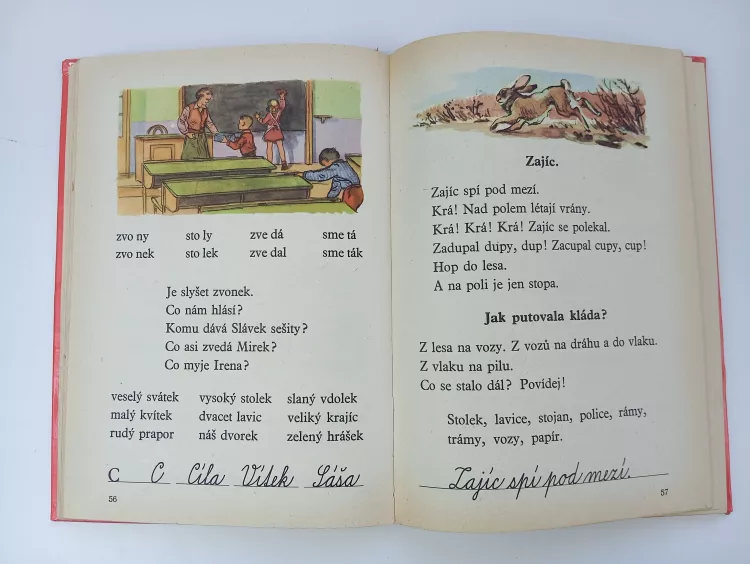 zvo ny sto ly zve dá sme tá
zvo nek sto lek zve dal sme ták
Je slyšet zvonek.
Co nám hlásí?
Komu dává Slávek sešity?
Co asi zvedá Mirek?
Co myje Irena?
veselý svátek vysoký stolek slaný vdolek
malý kvítek dvacet lavic veliký krajíc
rudý prapor náš dvorek zelený hrášek
C C Cíla Vítek Sáša
56
Zajíc.
Zajíc spí pod mezí.
Krá! Nad polem létají vrány.
Krá! Krá! Krá! Zajíc se polekal.
Zadupal dupy, dup! Zacupal cupy, cup!
Hop do lesa.
A na poli je jen stopa.
Jak putovala kláda?
Z lesa na vozy. Z vozů na dráhu a do vlaku.
Z vlaku na pilu.
Co se stalo dál? Povídej!
Stolek, lavice, stojan, police, rámy,
trámy, vozy, papír.
Zajíc spí pod mezí.
57